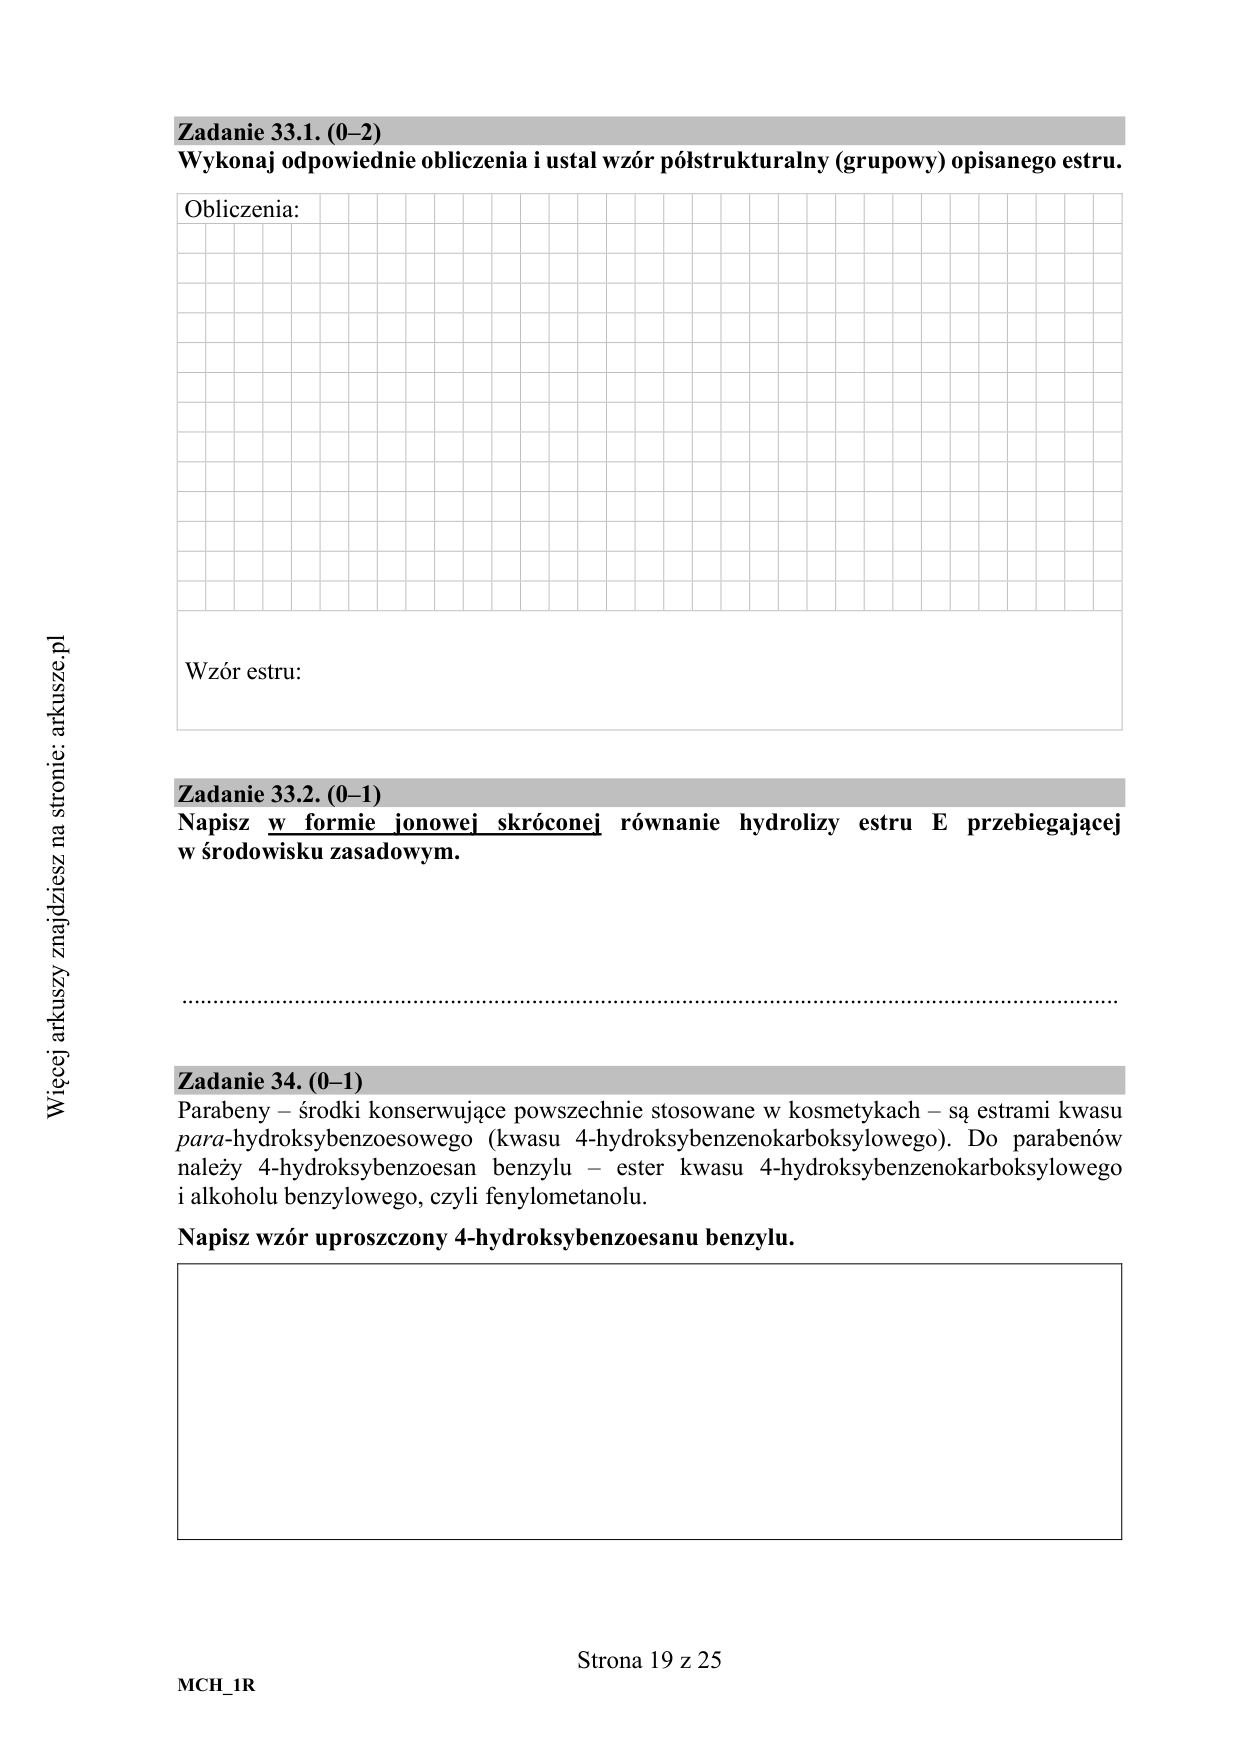 Zadanie 33.1. (0–2)
Wykonaj odpowiednie obliczenia i ustal wzór półstrukturalny (grupowy) opisanego estru.
Obliczenia:
Wzór estru:
Zadanie 33.2. (0–1)
Napisz w formie jonowej skróconej równanie hydrolizy estru E przebiegającej
w środowisku zasadowym.
Zadanie 34. (0–1)
Parabeny – środki konserwujące powszechnie stosowane w kosmetykach – są estrami kwasu
para-hydroksybenzoesowego (kwasu 4-hydroksybenzenokarboksylowego). Do parabenów
należy 4-hydroksybenzoesan benzylu – ester kwasu 4-hydroksybenzenokarboksylowego
i alkoholu benzylowego, czyli fenylometanolu.
Napisz wzór uproszczony 4-hydroksybenzoesanu benzylu.
Strona 19 z 25
MCH_1R
Więcej arkuszy znajdziesz na stronie: arkusze.pl